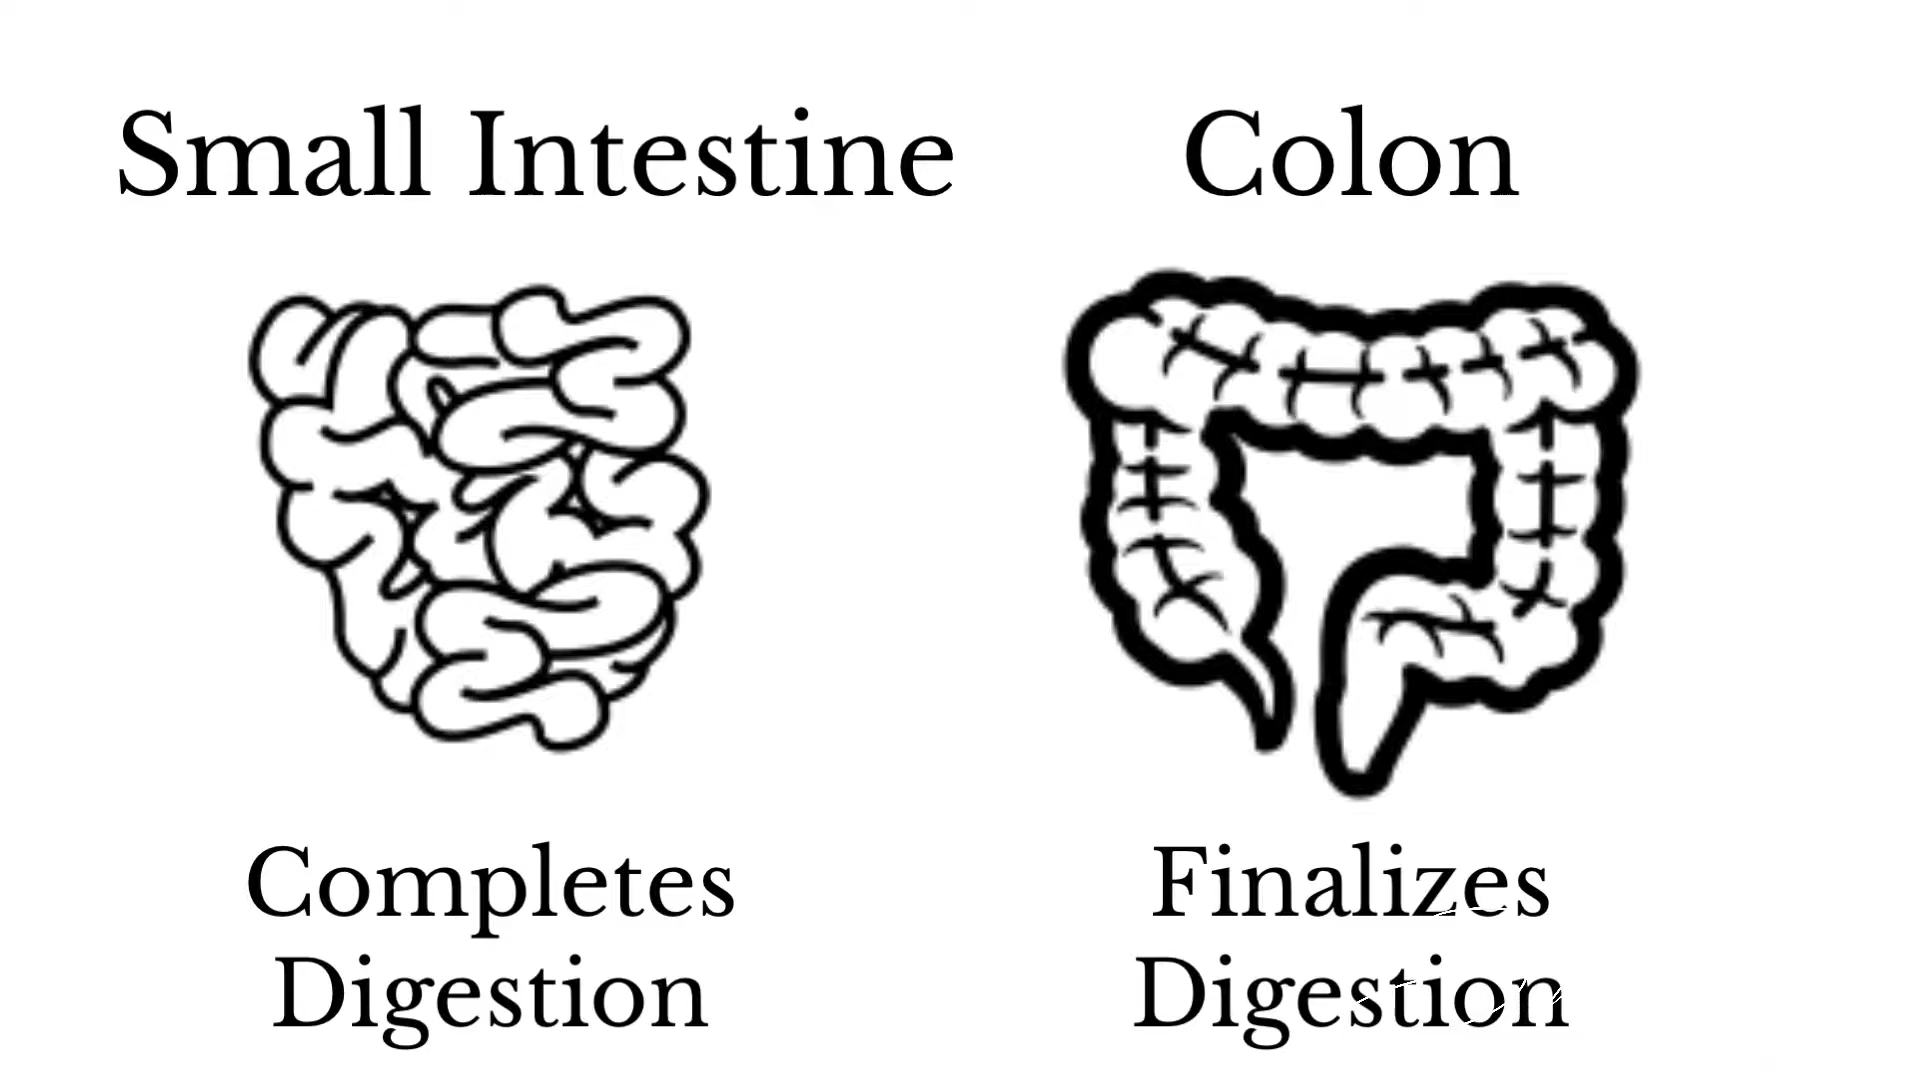 Small Intestine
Colon
Completes
Digestion
Finalizes
Digestion